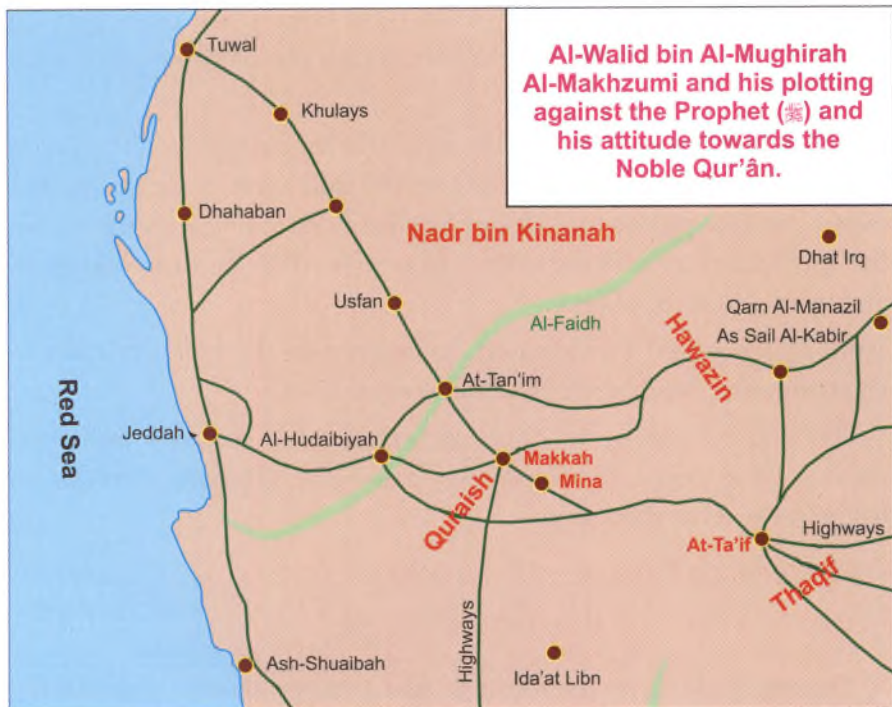 Al-Walid bin Al-Mughirah
Al-Makhzumi and his plotting
against the Prophet (ﷺ) and
his attitude towards the
Noble Qur’ân.
Tuwal
Khulays
Dhahaban
Nadr bin Kinanah
Dhat Irq
Usfan
Al-Faidh
Qarn Al-Manazil
As Sail Al-Kabir
Hawazin
Red Sea
At-Tan’im
Jeddah
Al-Hudaibiyah
Makkah
Mina
Quraish
At-Ta’if
Highways
Thaqif
Highways
Ash-Shuaibah
Ida’at Libn